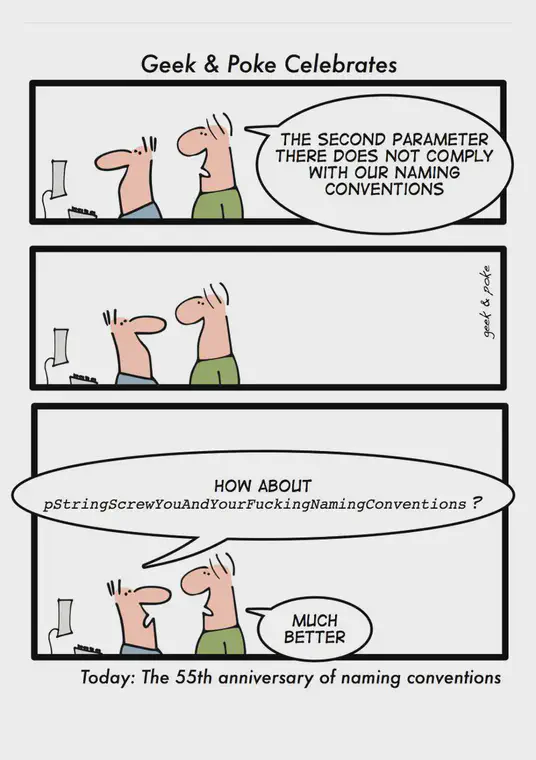 Geek & Poke Celebrates
THE SECOND PARAMETER
THERE DOES NOT COMPLY
WITH OUR NAMING
CONVENTIONS
geek & poke
HOW ABOUT
pStringScrewYouAndYourFuckingNamingConventions ?
MUCH
BETTER
Today: The 55th anniversary of naming conventions